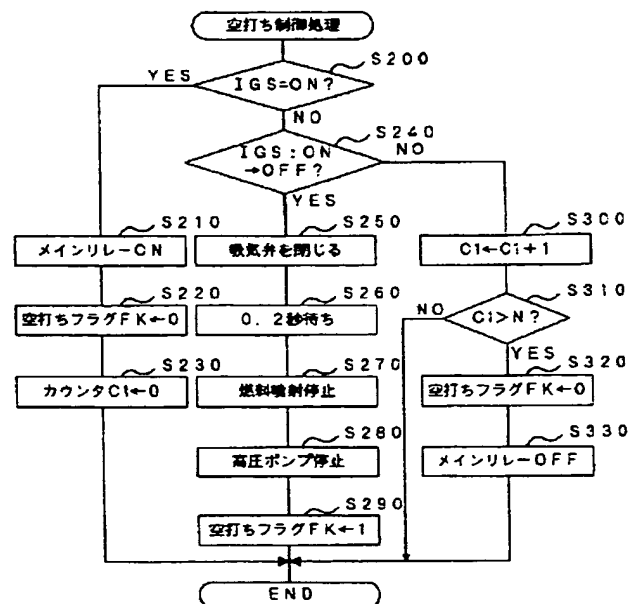 空打ち制御処理
S200
YES
IGS=ON?
NO
S240
IGS:ON
→OFF?
NO
YES
S210
メインリレーON
S220
空打ちフラグFK←0
S230
カウンタCi←0
S250
吸気弁を閉じる
S260
0.2秒待ち
S270
燃料噴射停止
S280
高圧ポンプ停止
S290
空打ちフラグFK←1
S300
Ci←Ci+1
S310
NO
Ci>N?
YES
S320
空打ちフラグFK←0
S330
メインリレーOFF
END